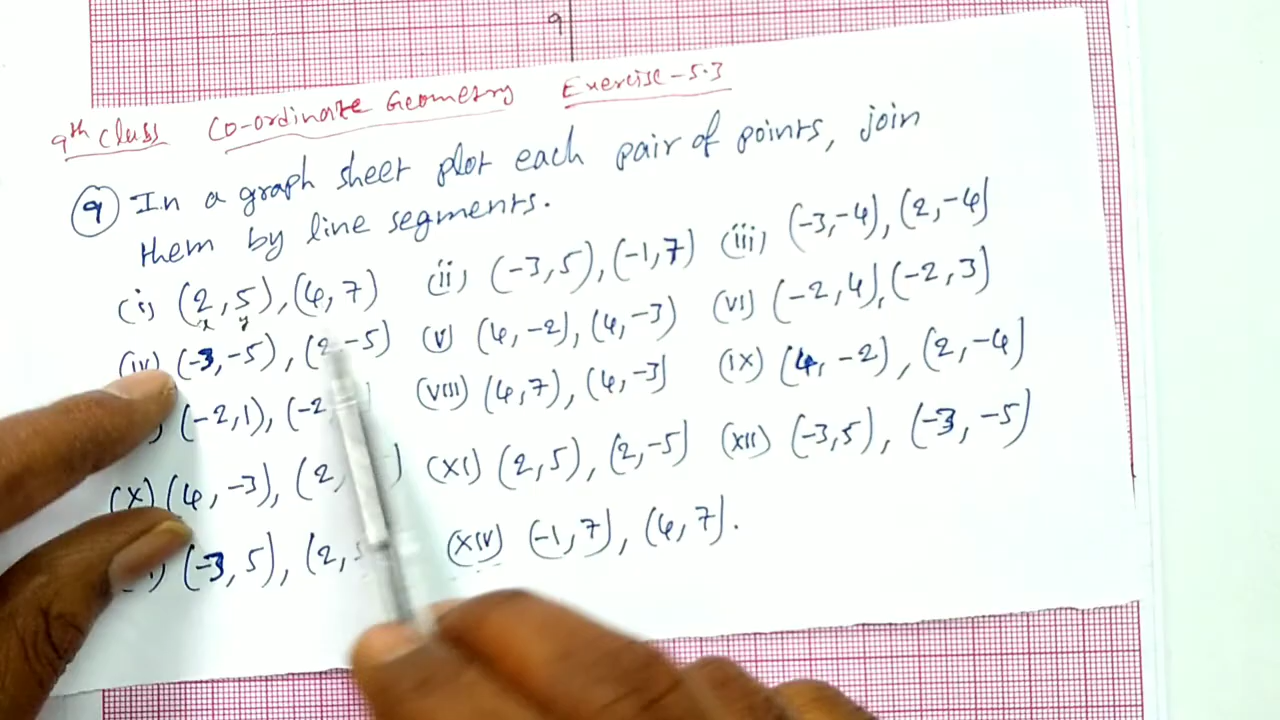 9
9th class Co-ordinate Geometry Exercise-5.3
9 In a graph sheet plot each pair of points, join
them by line segments.
(i) (2,5),(4,7) (ii) (-3,5),(-1,7) (iii) (-3,-4),(2,-4)
x y
(iv) (-3,-5), (2,-5) (V) (4,-2),(4,-3) (VI) (-2,4),(-2,3)
(-2,1), (-2 (VIII) (4,7), (4,-3) (IX) (4,-2), (2,-4)
(X) (4,-3), (2, ) (XI) (2,5), (2,-5) (XII) (-3,5), (-3,-5)
(-3,5), (2, (XIV) (-1,7), (4,7).